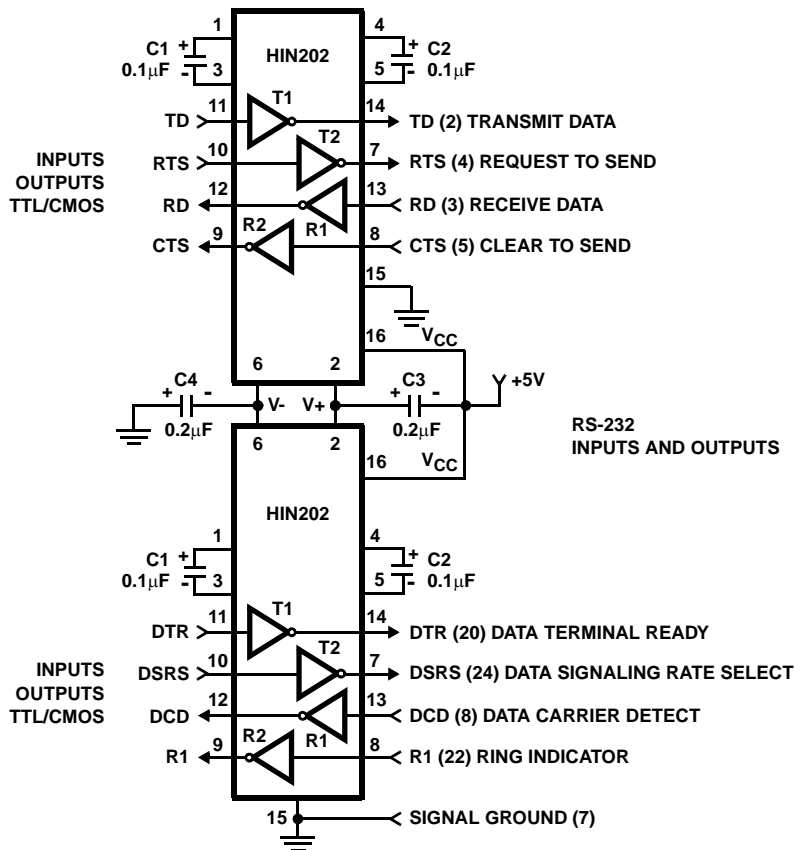 1
4
HIN202
C1 +
0.1μF -
3
+ C2
- 0.1μF
5
T1
11
14
TD
TD (2) TRANSMIT DATA
T2
10
7
INPUTS
OUTPUTS
TTL/CMOS
RTS
RTS (4) REQUEST TO SEND
12
13
RD
RD (3) RECEIVE DATA
R2
R1
9
8
CTS
CTS (5) CLEAR TO SEND
15
16
VCC
6
2
C4
+ -
0.2μF
V-
V+
C3
+ -
0.2μF
+5V
RS-232
INPUTS AND OUTPUTS
6
2
16
VCC
HIN202
1
4
C1 +
0.1μF -
3
+ C2
- 0.1μF
5
T1
11
14
DTR
DTR (20) DATA TERMINAL READY
T2
10
7
INPUTS
OUTPUTS
TTL/CMOS
DSRS
DSRS (24) DATA SIGNALING RATE SELECT
12
13
DCD
DCD (8) DATA CARRIER DETECT
R2
R1
9
8
R1
R1 (22) RING INDICATOR
15
SIGNAL GROUND (7)